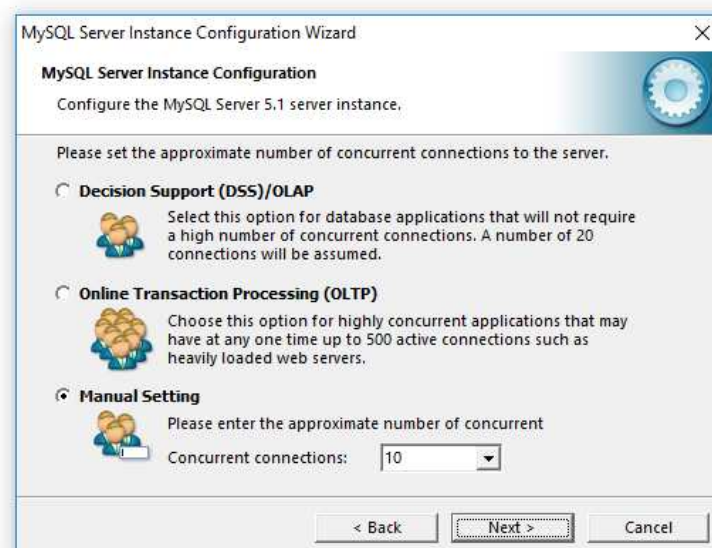 MySQL Server Instance Configuration Wizard
MySQL Server Instance Configuration
Configure the MySQL Server 5.1 server instance.
Please set the approximate number of concurrent connections to the server.
Decision Support (DSS)/OLAP
Select this option for database applications that will not require
a high number of concurrent connections. A number of 20
connections will be assumed.
Online Transaction Processing (OLTP)
Choose this option for highly concurrent applications that may
have at any one time up to 500 active connections such as
heavily loaded web servers.
Manual Setting
Please enter the approximate number of concurrent
Concurrent connections: 10
< Back Next > Cancel